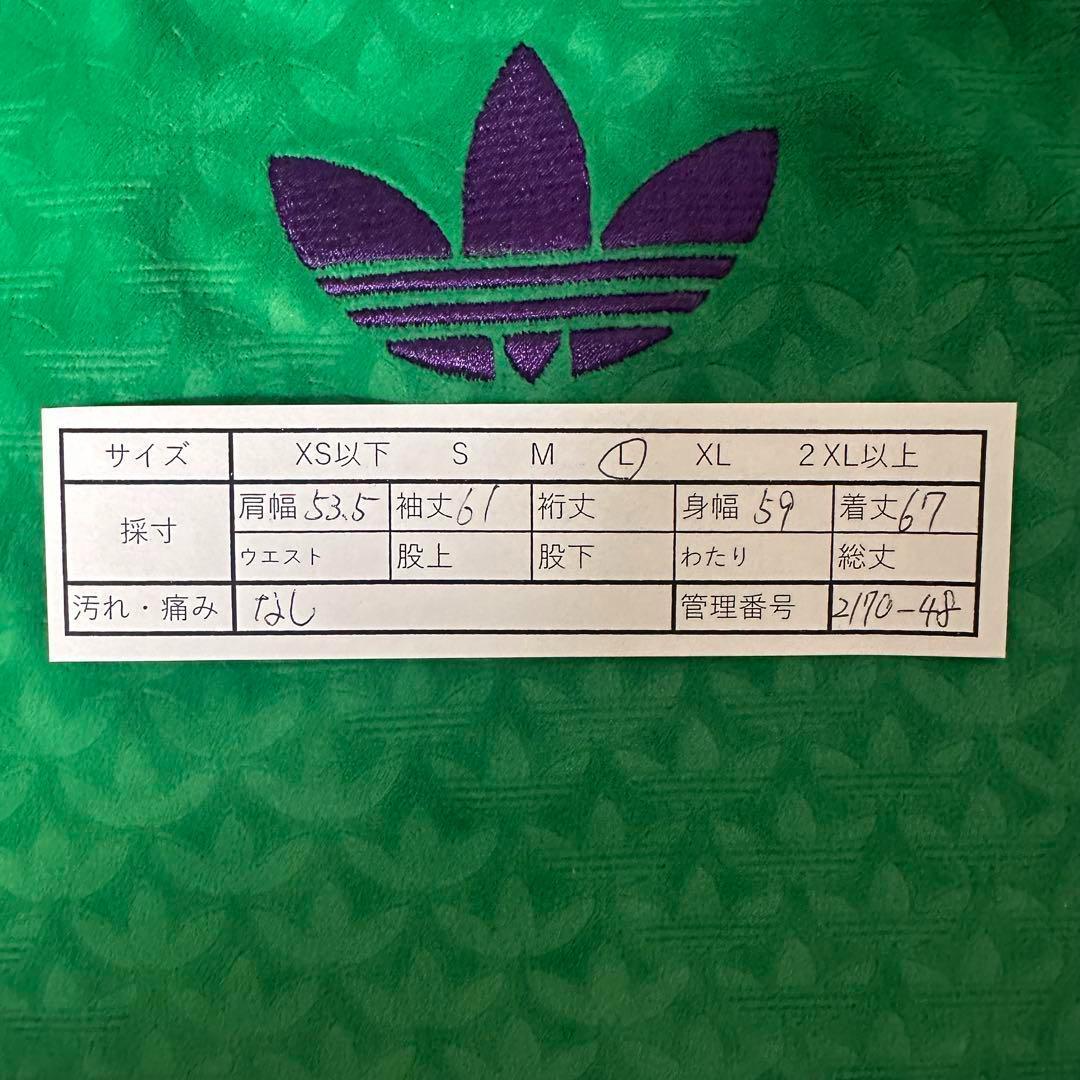 サイズ XS以下 S M L XL 2XL以上
採寸 肩幅 53.5 袖丈 61 裄丈 身幅 59 着丈 67
ウエスト 股上 股下 わたり 総丈
汚れ・痛み なし 管理番号 2170-48